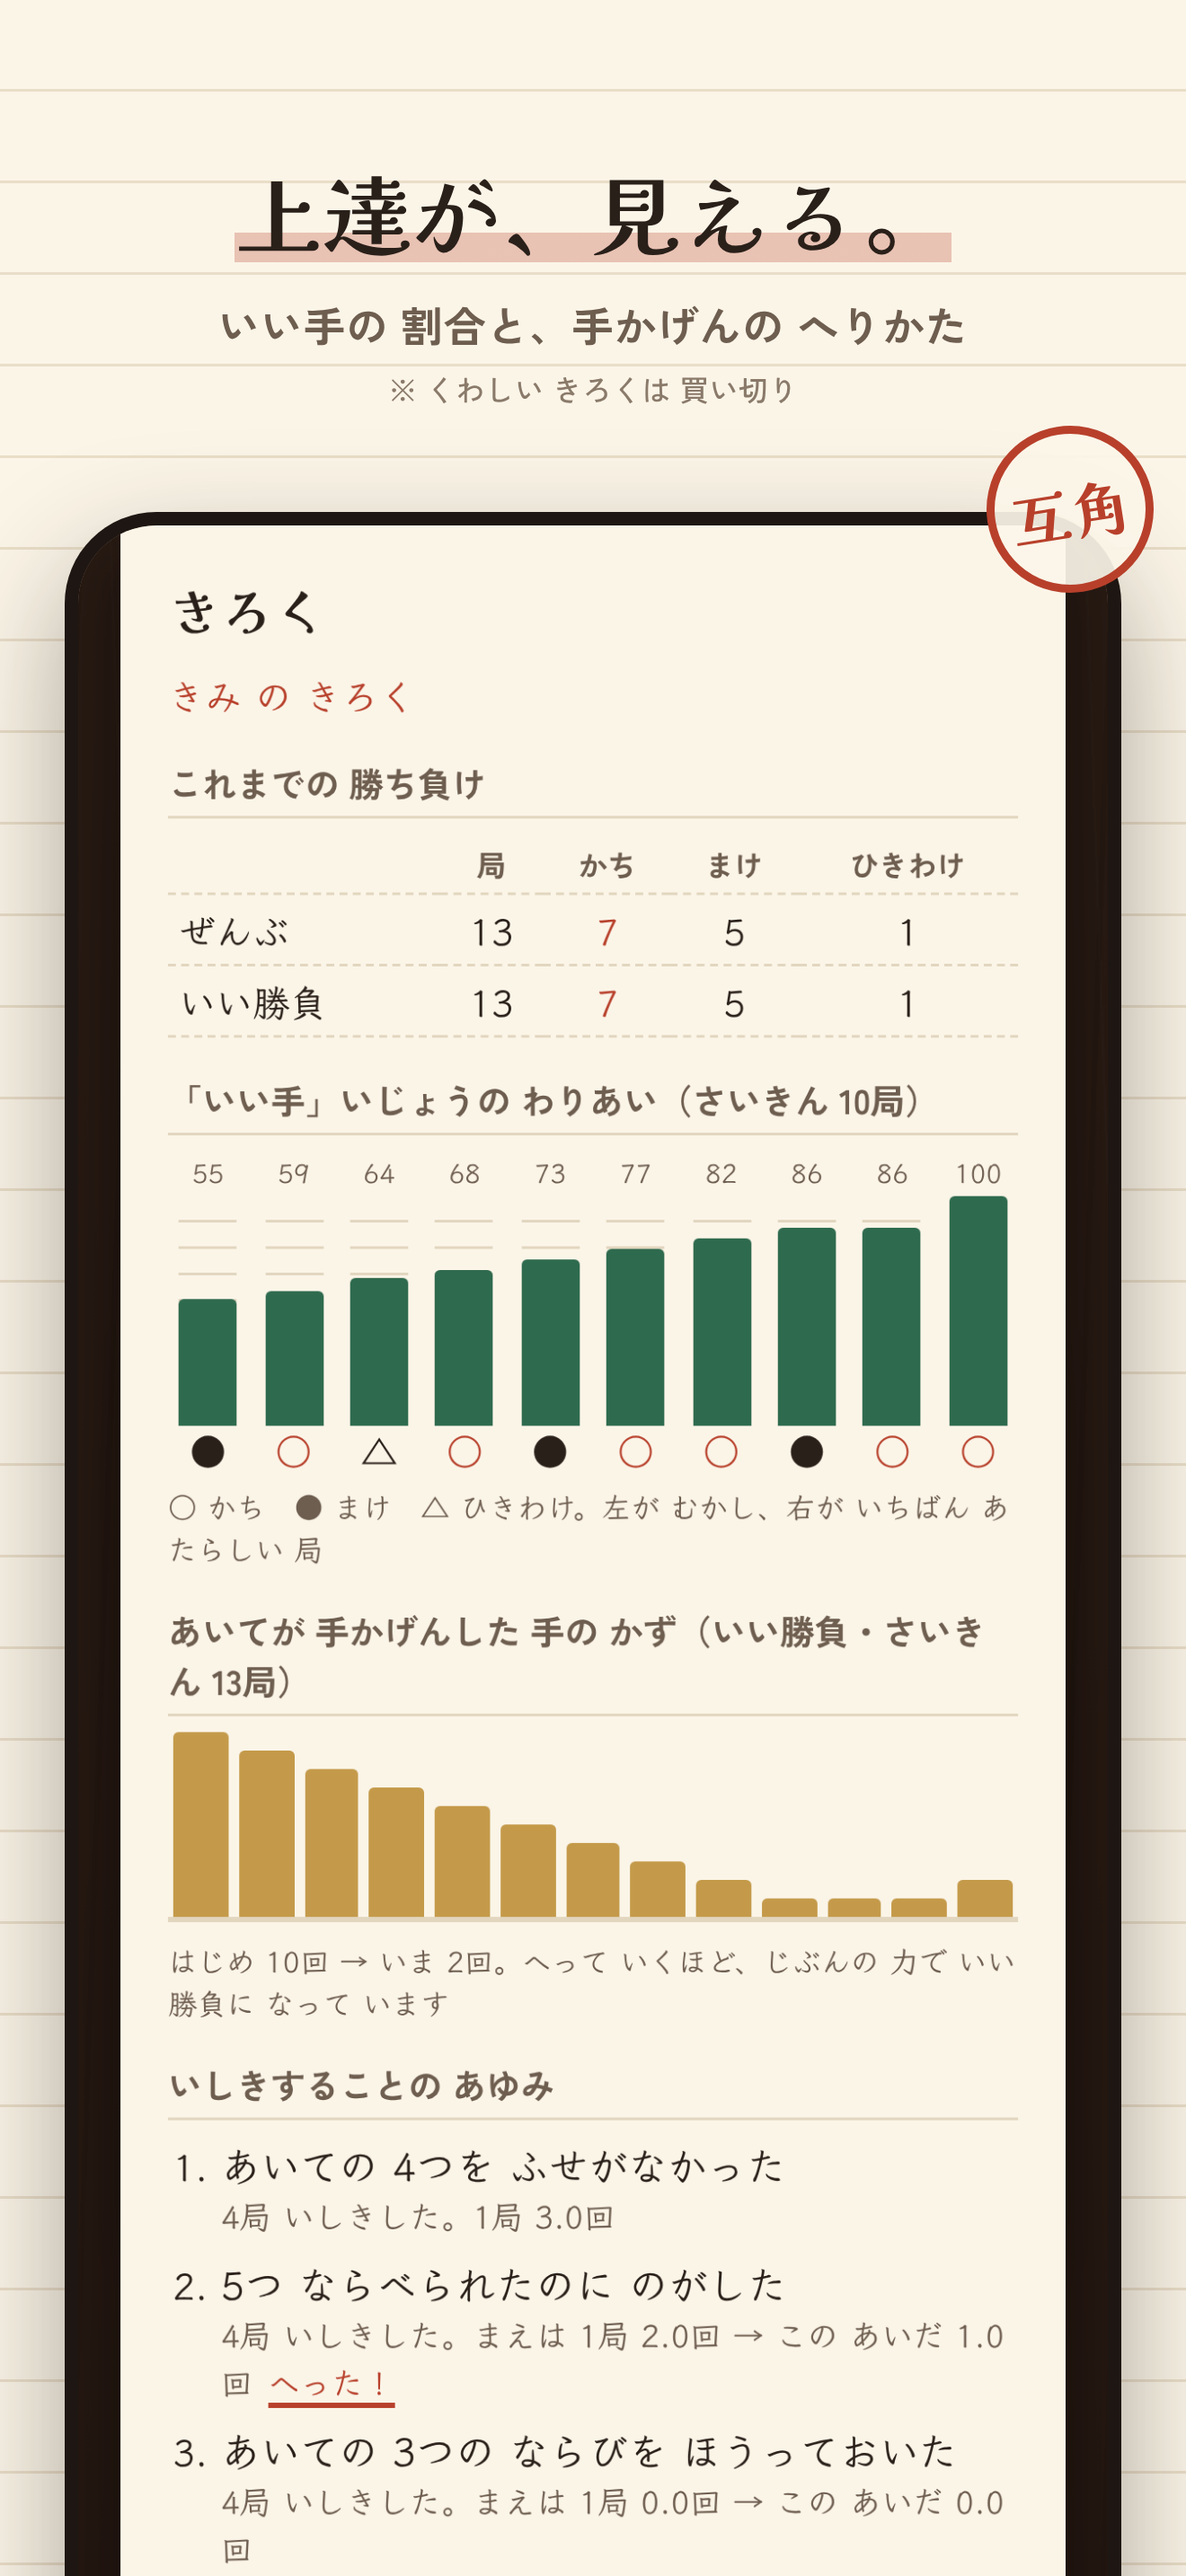 上達が、見える。
いい手の 割合と、手かげんの へりかた
※ くわしい きろくは 買い切り
互角
きろく
きみ の きろく
これまでの 勝ち負け
局 かち まけ ひきわけ
ぜんぶ 13 7 5 1
いい勝負 13 7 5 1
「いい手」いじょうの わりあい（さいきん 10局）
55 59 64 68 73 77 82 86 86 100
● ○ △ ○ ● ○ ○ ● ○ ○
○ かち ● まけ △ ひきわけ。左が むかし、右が いちばん あ
たらしい 局
あいてが 手かげんした 手の かず（いい勝負・さいき
ん 13局）
はじめ 10回 → いま 2回。へって いくほど、じぶんの 力で いい
勝負に なって います
いしきすることの あゆみ
1. あいての 4つを ふせがなかった
4局 いしきした。1局 3.0回
2. 5つ ならべられたのに のがした
4局 いしきした。まえは 1局 2.0回 → この あいだ 1.0
回 へった！
3. あいての 3つの ならびを ほうっておいた
4局 いしきした。まえは 1局 0.0回 → この あいだ 0.0
回